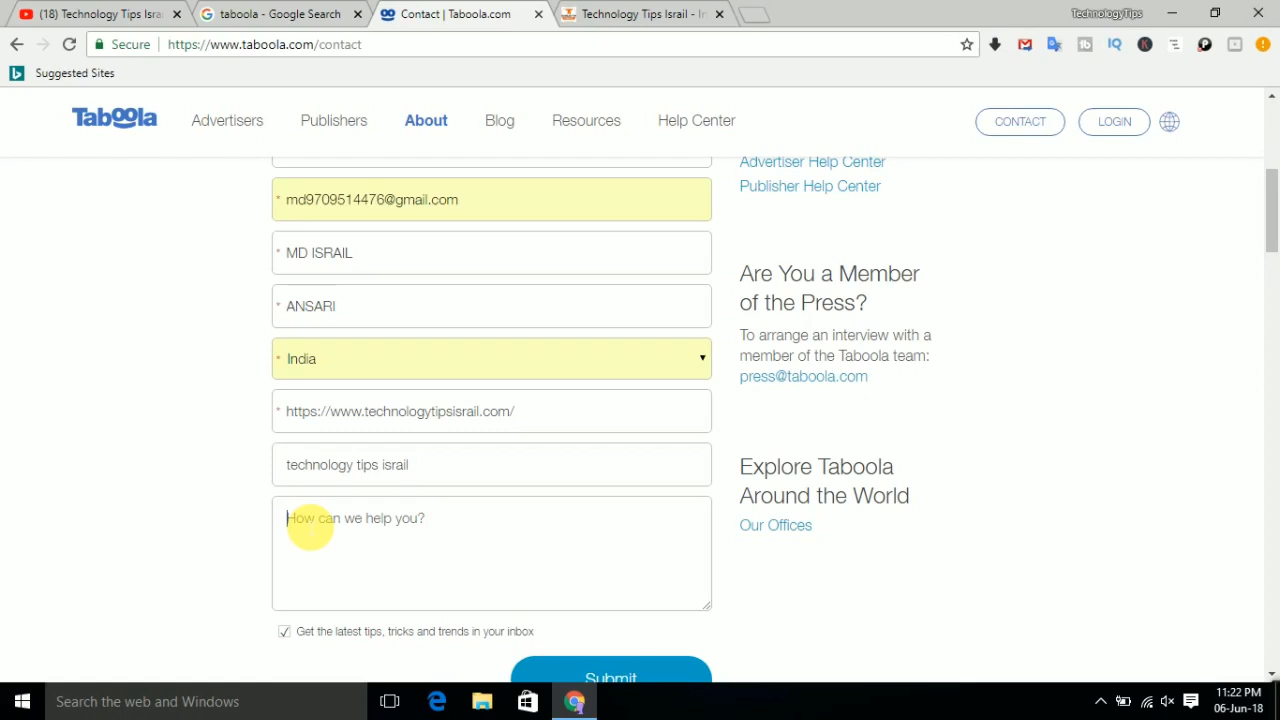 (18) Technology Tips Isra
taboola - Google Search
Contact | Taboola.com
Technology Tips Israil - Ir
TechnologyTips
Secure
https://www.taboola.com/contact
Suggested Sites
Taboola
Advertisers
Publishers
About
Blog
Resources
Help Center
CONTACT
LOGIN
Advertiser Help Center
Publisher Help Center
* md9709514476@gmail.com
* MD ISRAIL
* ANSARI
* India
* https://www.technologytipsisrail.com/
technology tips israil
How can we help you?
Get the latest tips, tricks and trends in your inbox
Submit
Are You a Member
of the Press?
To arrange an interview with a
member of the Taboola team:
press@taboola.com
Explore Taboola
Around the World
Our Offices
Search the web and Windows
11:22 PM
06-Jun-18